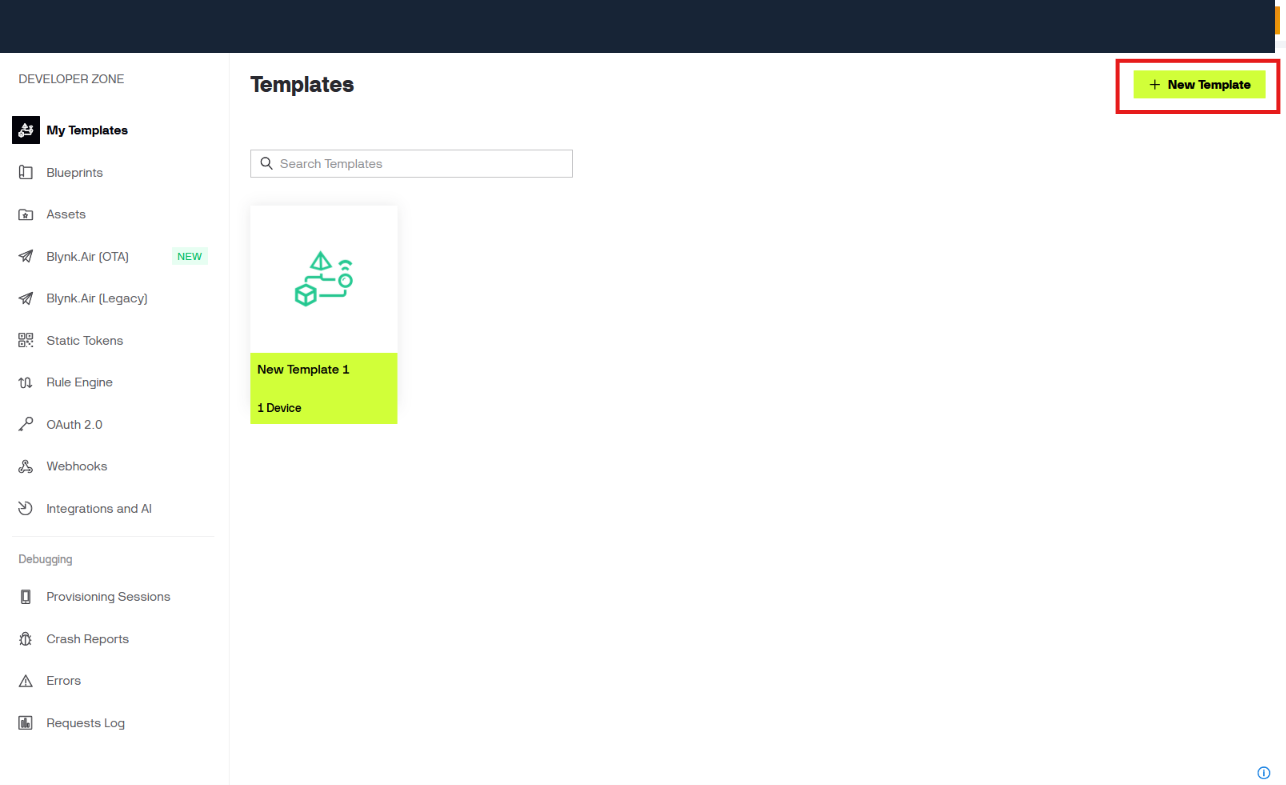 DEVELOPER ZONE
My Templates
Blueprints
Assets
Blynk.Air (OTA)
NEW
Blynk.Air (Legacy)
Static Tokens
Rule Engine
OAuth 2.0
Webhooks
Integrations and AI
Debugging
Provisioning Sessions
Crash Reports
Errors
Requests Log
Templates
+ New Template
Search Templates
New Template 1
1 Device